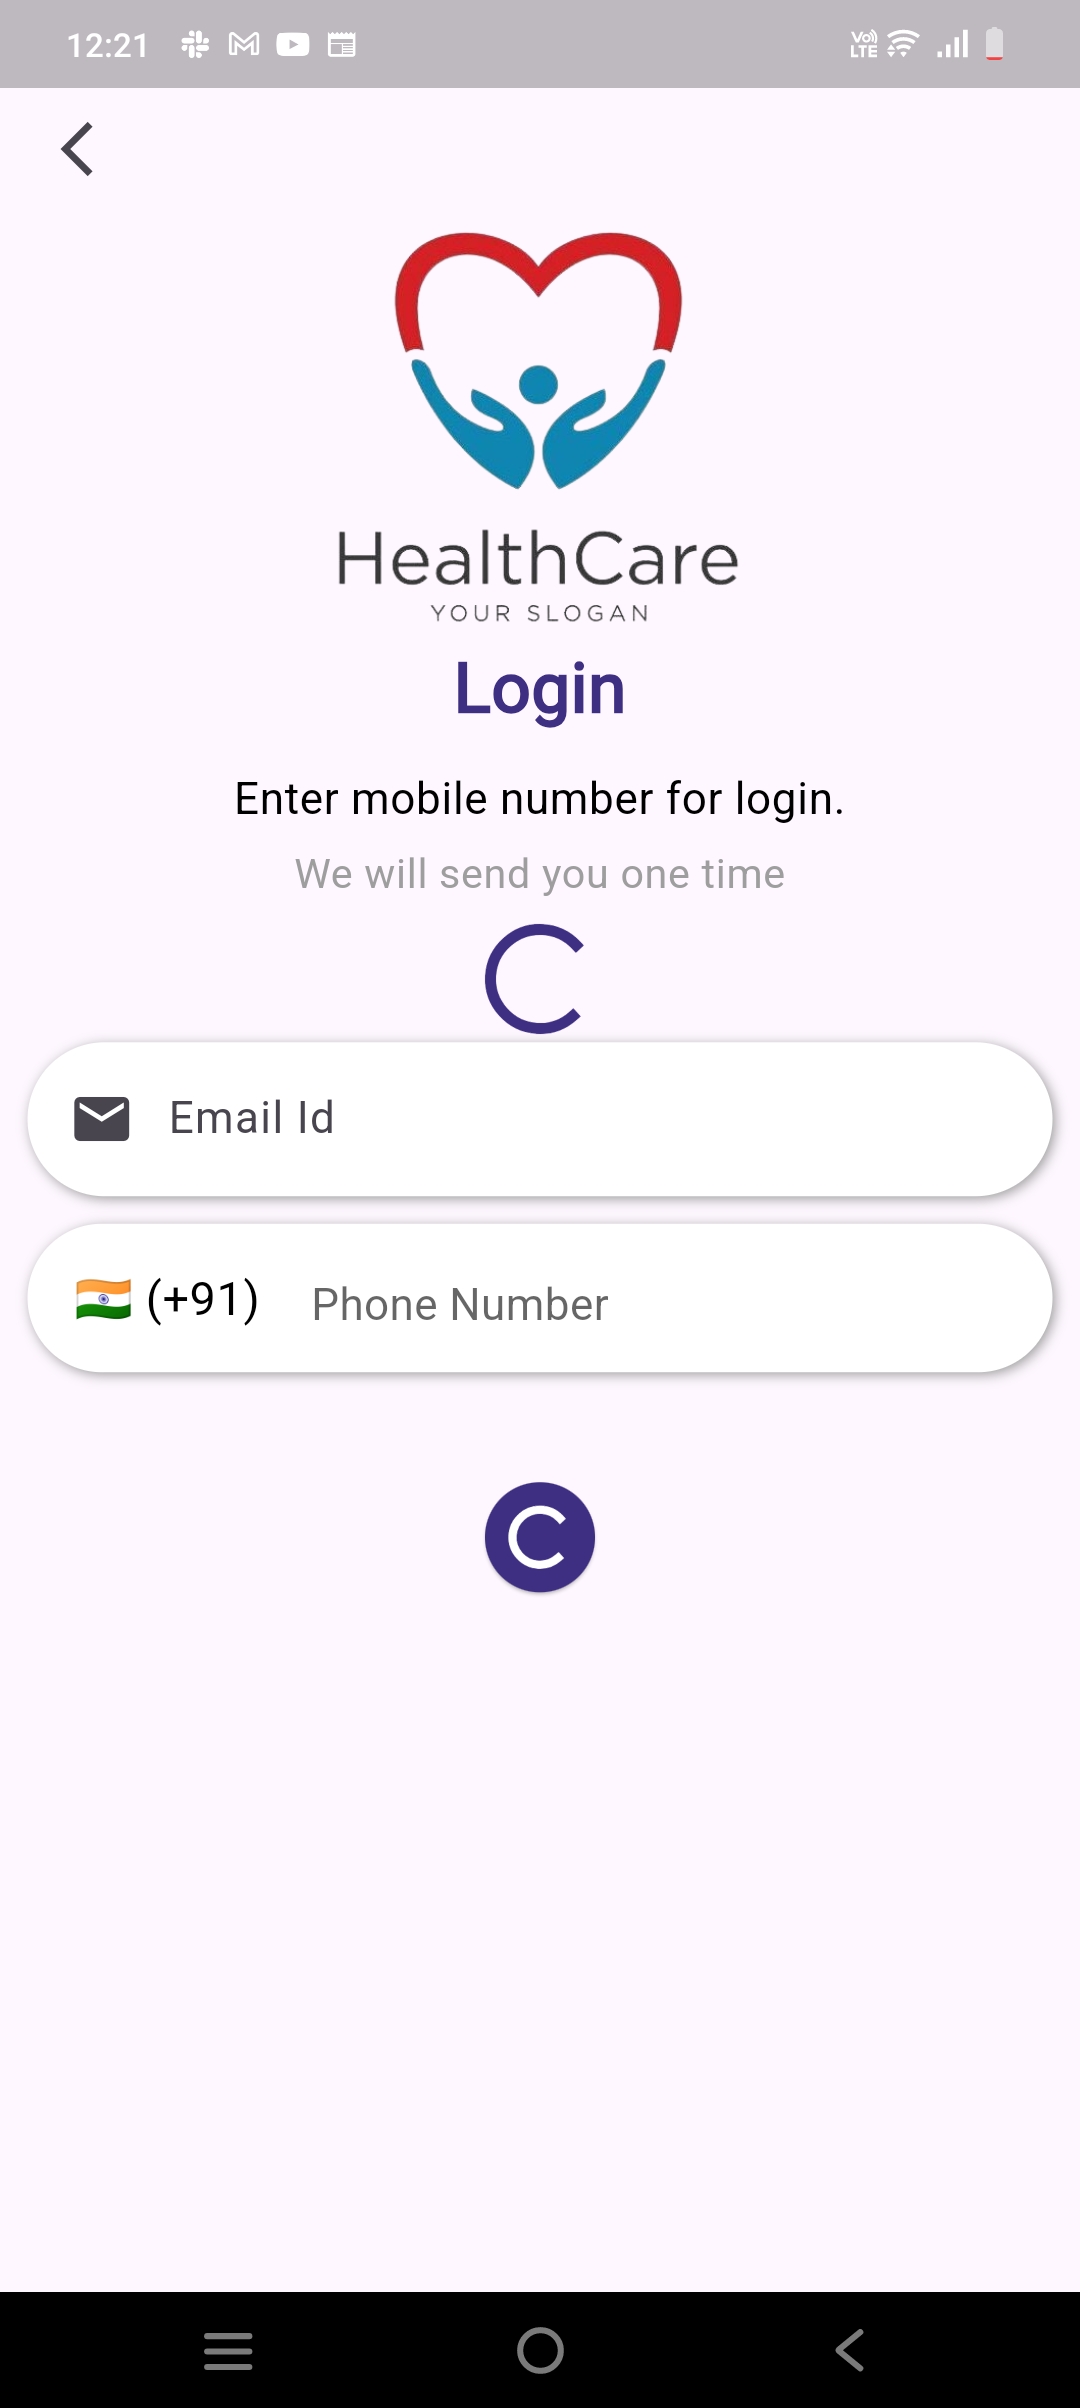 12:21
Vo) LTE
HealthCare
YOUR SLOGAN
Login
Enter mobile number for login.
We will send you one time
Email Id
(+91) Phone Number